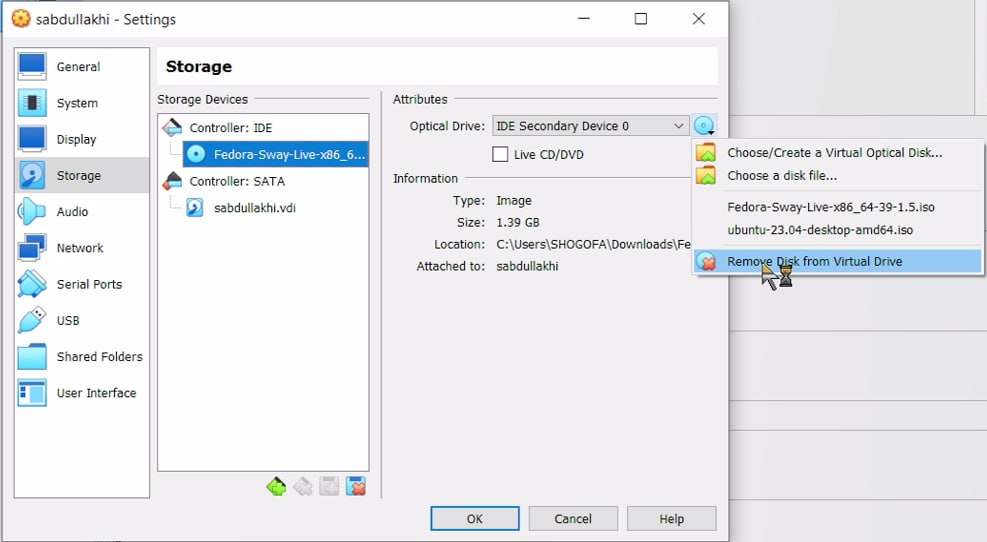 sabdullakhi - Settings
General
System
Display
Storage
Audio
Network
Serial Ports
USB
Shared Folders
User Interface
Storage
Storage Devices
Controller: IDE
Fedora-Sway-Live-x86_6...
Controller: SATA
sabdullakhi.vdi
Attributes
Optical Drive: IDE Secondary Device 0
Live CD/DVD
Information
Type: Image
Size: 1.39 GB
Location: C:\Users\SHOGOFA\Downloads\Fe
Attached to: sabdullakhi
Choose/Create a Virtual Optical Disk...
Choose a disk file...
Fedora-Sway-Live-x86_64-39-1.5.iso
ubuntu-23.04-desktop-amd64.iso
Remove Disk from Virtual Drive
OK
Cancel
Help